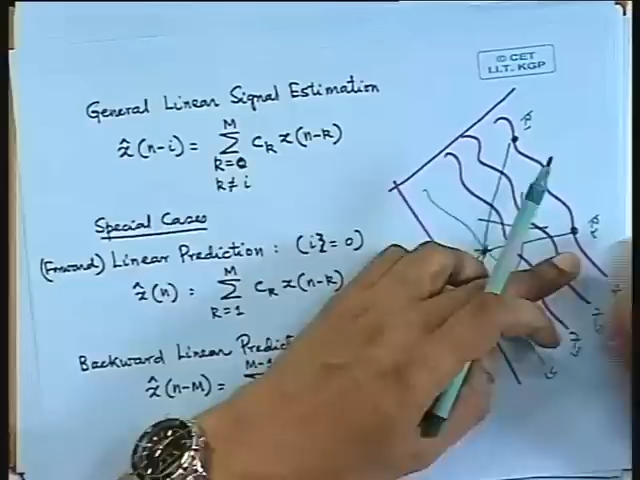 © CET
I.I.T. KGP
General Linear Signal Estimation
x̂(n-i) = Σ_{k=0}^{M} c_k x(n-k)
k≠i
Special Cases
(Forward) Linear Prediction : (i = 0)
x̂(n) = Σ_{k=1}^{M} c_k x(n-k)
Backward Linear
x̂(n-M) =